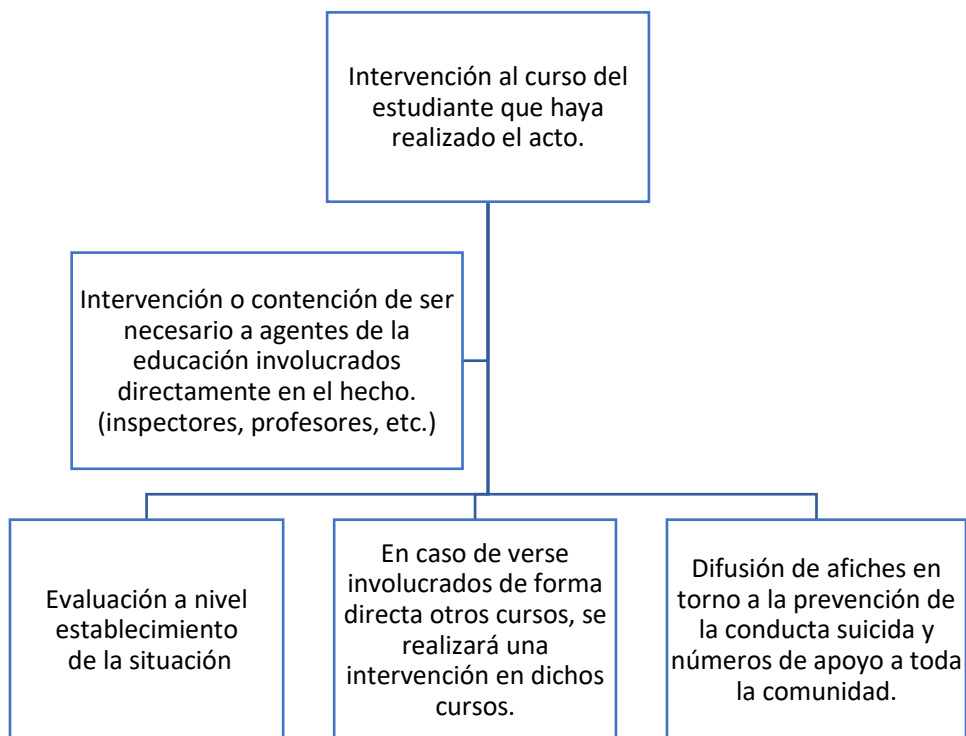 Intervención al curso del
estudiante que haya
realizado el acto.
Intervención o contención de ser
necesario a agentes de la
educación involucrados
directamente en el hecho.
(inspectores, profesores, etc.)
Evaluación a nivel
establecimiento
de la situación
En caso de verse
involucrados de forma
directa otros cursos, se
realizará una
intervención en dichos
cursos.
Difusión de afiches en
torno a la prevención de
la conducta suicida y
números de apoyo a toda
la comunidad.